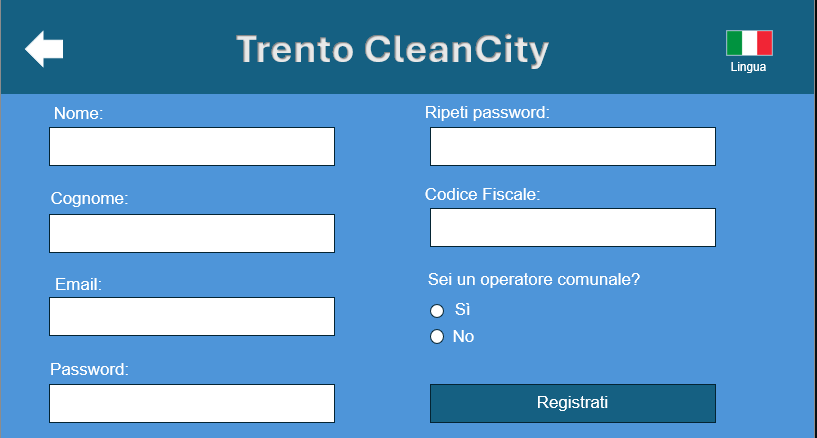 Trento CleanCity
Lingua
Nome:
Cognome:
Email:
Password:
Ripeti password:
Codice Fiscale:
Sei un operatore comunale?
Sì
No
Registrati